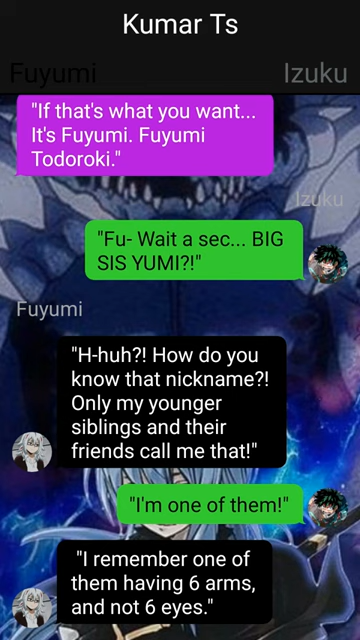 Kumar Ts
Fuyumi
Izuku
"If that's what you want...
It's Fuyumi. Fuyumi
Todoroki."
Izuku
"Fu- Wait a sec... BIG
SIS YUMI?!"
Fuyumi
"H-huh?! How do you
know that nickname?!
Only my younger
siblings and their
friends call me that!"
"I'm one of them!"
"I remember one of
them having 6 arms,
and not 6 eyes."